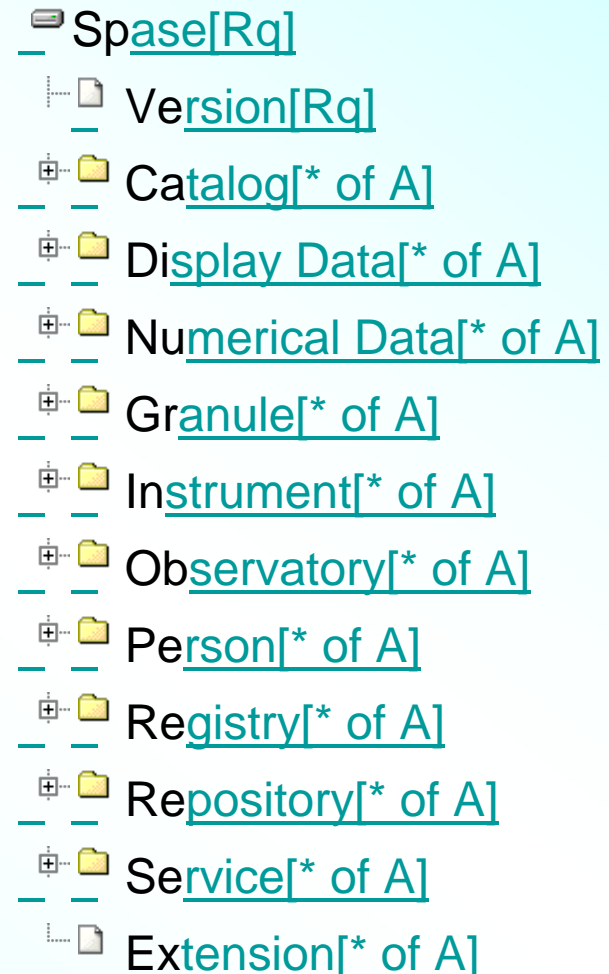 Spase[Rq]
Version[Rq]
Catalog[* of A]
Display Data[* of A]
Numerical Data[* of A]
Granule[* of A]
Instrument[* of A]
Observatory[* of A]
Person[* of A]
Registry[* of A]
Repository[* of A]
Service[* of A]
Extension[* of A]